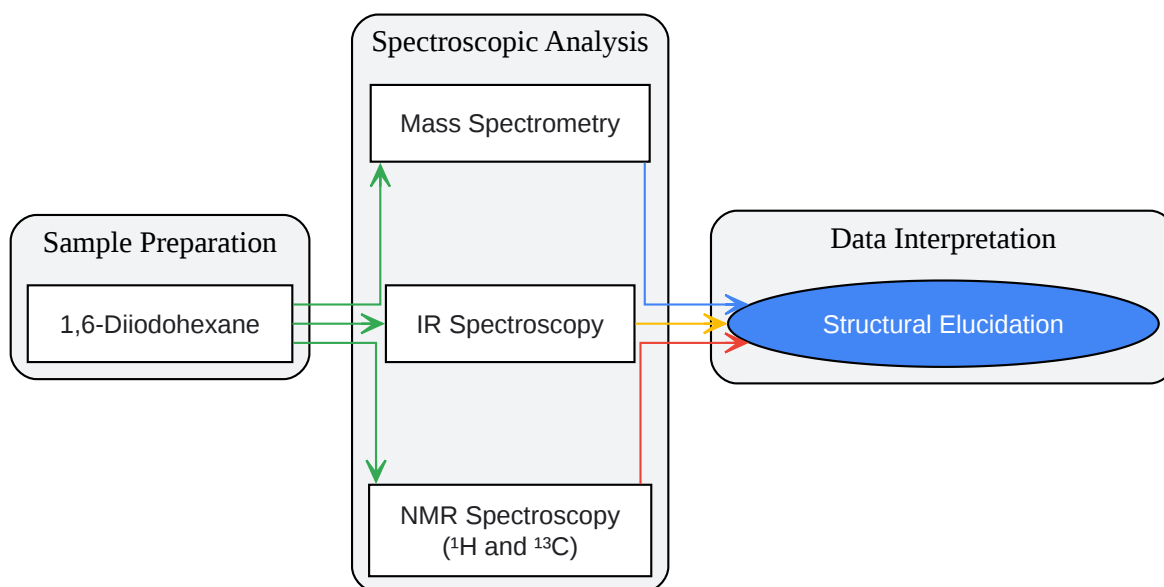 Sample Preparation
1,6-Diiodohexane
Spectroscopic Analysis
Mass Spectrometry
IR Spectroscopy
NMR Spectroscopy
(¹H and ¹³C)
Data Interpretation
Structural Elucidation